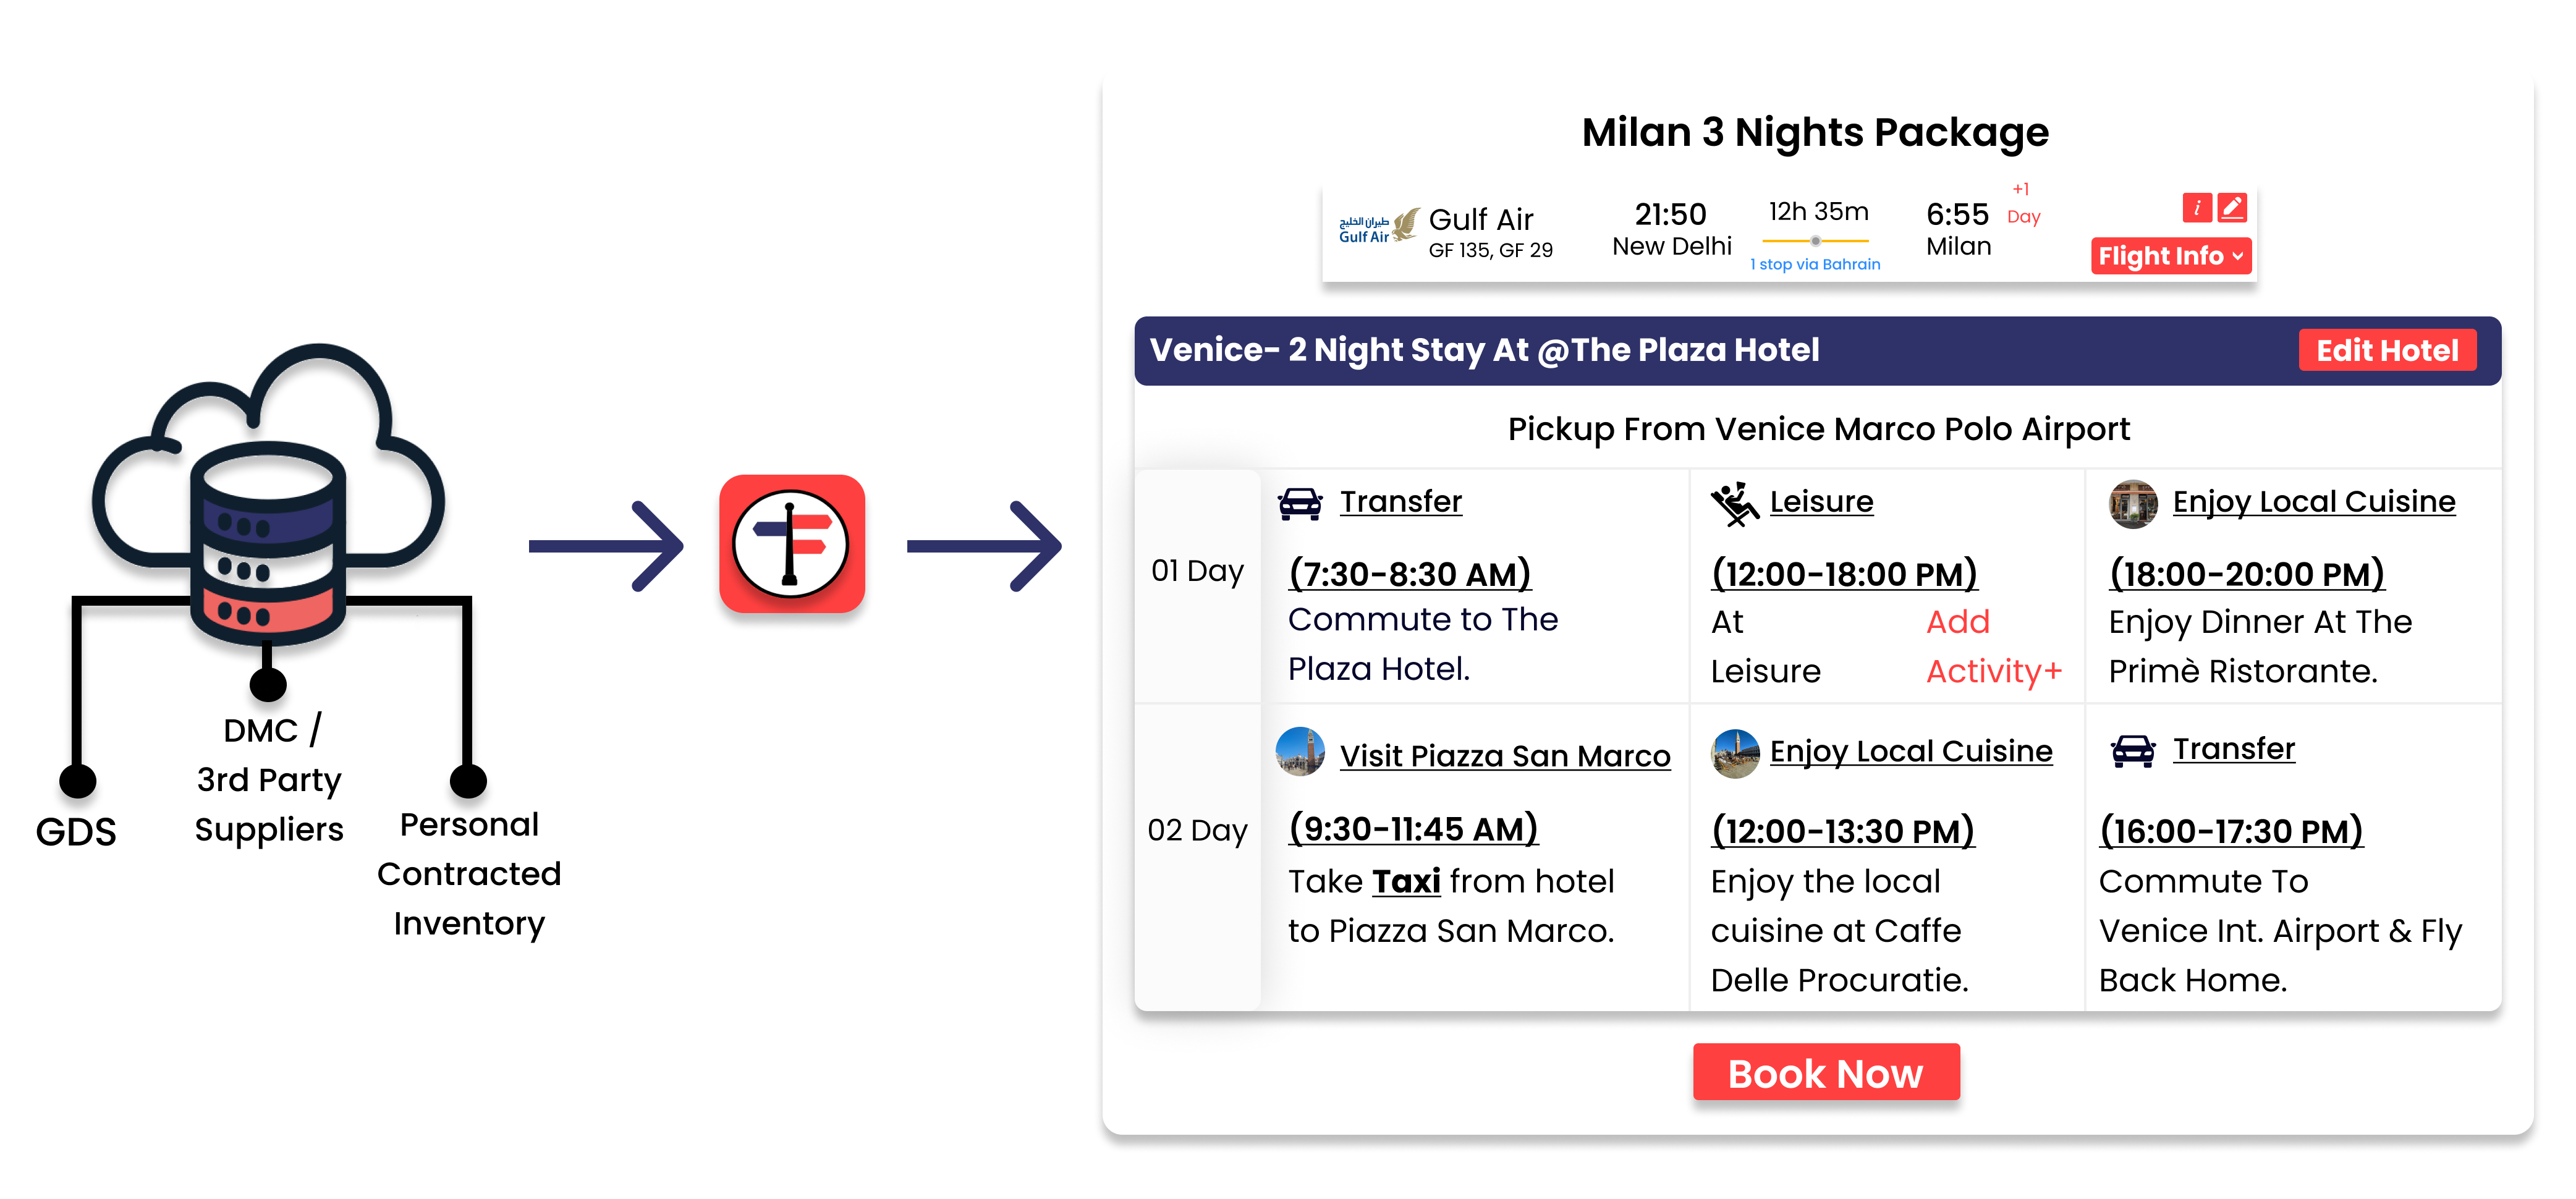 Milan 3 Nights Package
طيران الخليج
Gulf Air
Gulf Air
GF 135, GF 29
21:50
New Delhi
12h 35m
1 stop via Bahrain
6:55
Milan
+1
Day
i
Flight Info
Venice- 2 Night Stay At @The Plaza Hotel
Edit Hotel
Pickup From Venice Marco Polo Airport
01 Day
Transfer
(7:30-8:30 AM)
Commute to The
Plaza Hotel.
Leisure
(12:00-18:00 PM)
At
Leisure
Add
Activity+
Enjoy Local Cuisine
(18:00-20:00 PM)
Enjoy Dinner At The
Primè Ristorante.
02 Day
Visit Piazza San Marco
(9:30-11:45 AM)
Take Taxi from hotel
to Piazza San Marco.
Enjoy Local Cuisine
(12:00-13:30 PM)
Enjoy the local
cuisine at Caffe
Delle Procuratie.
Transfer
(16:00-17:30 PM)
Commute To
Venice Int. Airport & Fly
Back Home.
Book Now
GDS
DMC /
3rd Party
Suppliers
Personal
Contracted
Inventory